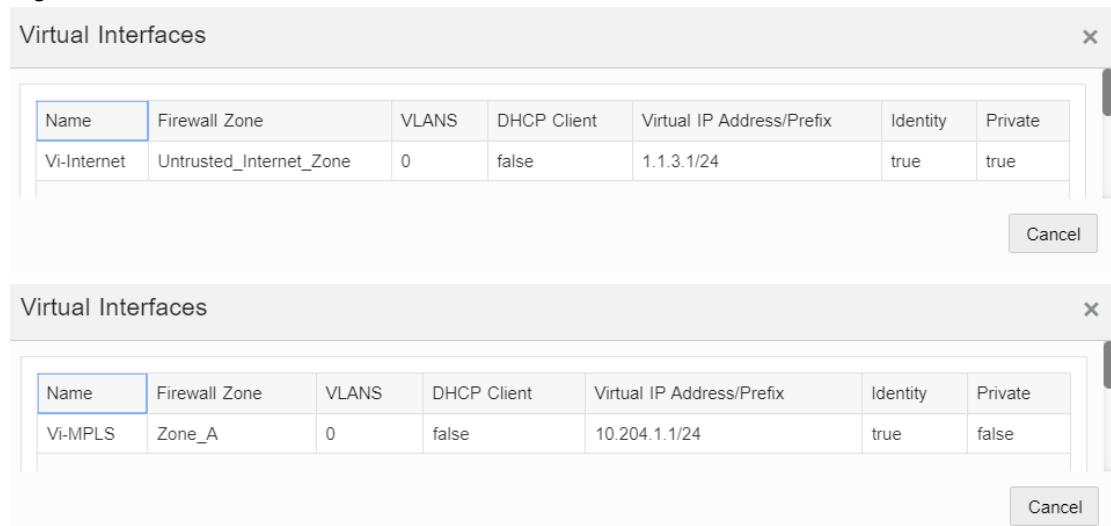 Virtual Interfaces ×
Name Firewall Zone VLANS DHCP Client Virtual IP Address/Prefix Identity Private
Vi-Internet Untrusted_Internet_Zone 0 false 1.1.3.1/24 true true
Cancel
Virtual Interfaces ×
Name Firewall Zone VLANS DHCP Client Virtual IP Address/Prefix Identity Private
Vi-MPLS Zone_A 0 false 10.204.1.1/24 true false
Cancel